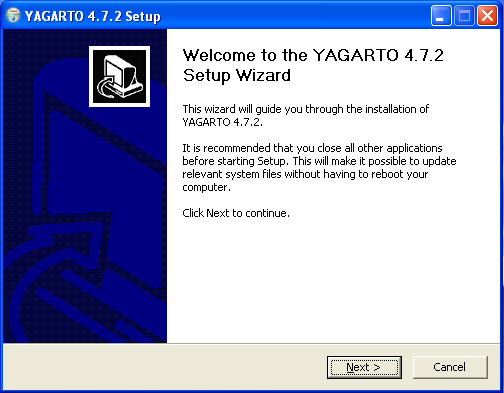 YAGARTO 4.7.2 Setup
Welcome to the YAGARTO 4.7.2
Setup Wizard
This wizard will guide you through the installation of
YAGARTO 4.7.2.
It is recommended that you close all other applications
before starting Setup. This will make it possible to update
relevant system files without having to reboot your
computer.
Click Next to continue.
Next >
Cancel